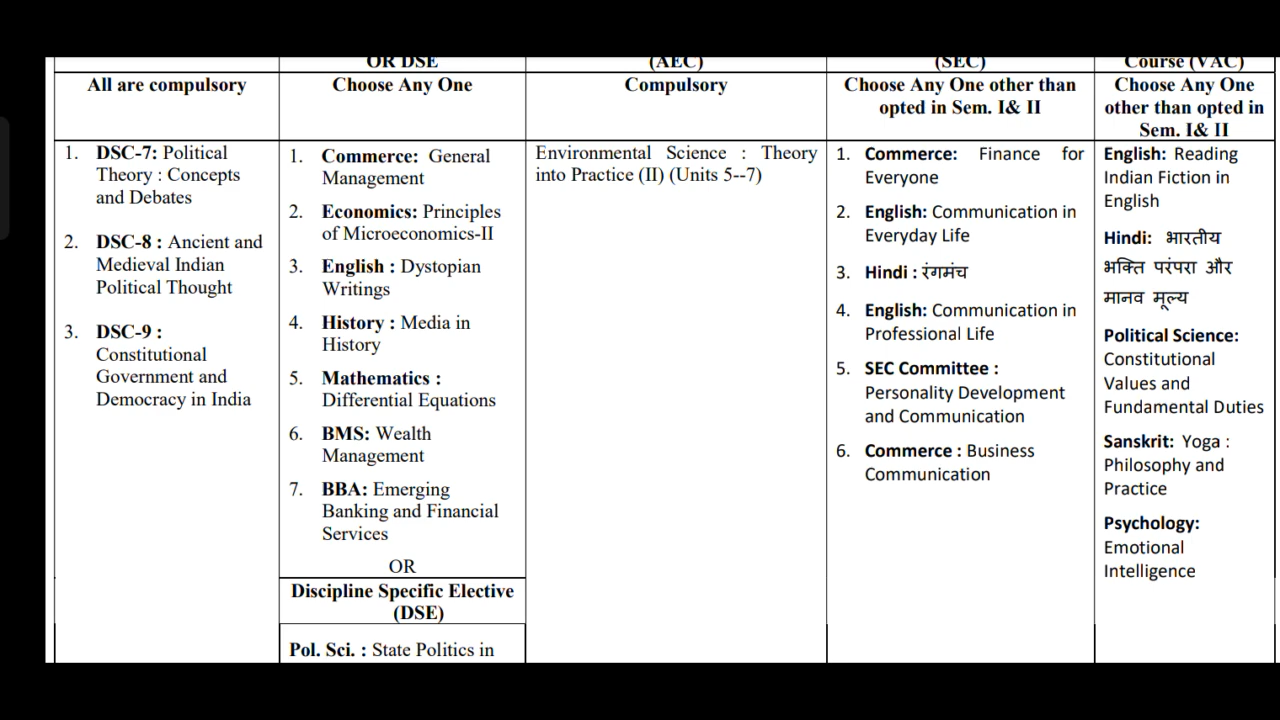 OR DSE
(AEC)
(SEC)
Course (VAC)
All are compulsory
Choose Any One
Compulsory
Choose Any One other than
opted in Sem. I& II
Choose Any One
other than opted in
Sem. I& II
1. DSC-7: Political
Theory : Concepts
and Debates
2. DSC-8 : Ancient and
Medieval Indian
Political Thought
3. DSC-9 :
Constitutional
Government and
Democracy in India
1. Commerce: General
Management
2. Economics: Principles
of Microeconomics-II
3. English : Dystopian
Writings
4. History : Media in
History
5. Mathematics :
Differential Equations
6. BMS: Wealth
Management
7. BBA: Emerging
Banking and Financial
Services
OR
Discipline Specific Elective
(DSE)
Pol. Sci. : State Politics in
Environmental Science : Theory
into Practice (II) (Units 5--7)
1. Commerce: Finance for
Everyone
2. English: Communication in
Everyday Life
3. Hindi : रंगमंच
4. English: Communication in
Professional Life
5. SEC Committee :
Personality Development
and Communication
6. Commerce : Business
Communication
English: Reading
Indian Fiction in
English
Hindi: भारतीय
भक्ति परंपरा और
मानव मूल्य
Political Science:
Constitutional
Values and
Fundamental Duties
Sanskrit: Yoga :
Philosophy and
Practice
Psychology:
Emotional
Intelligence